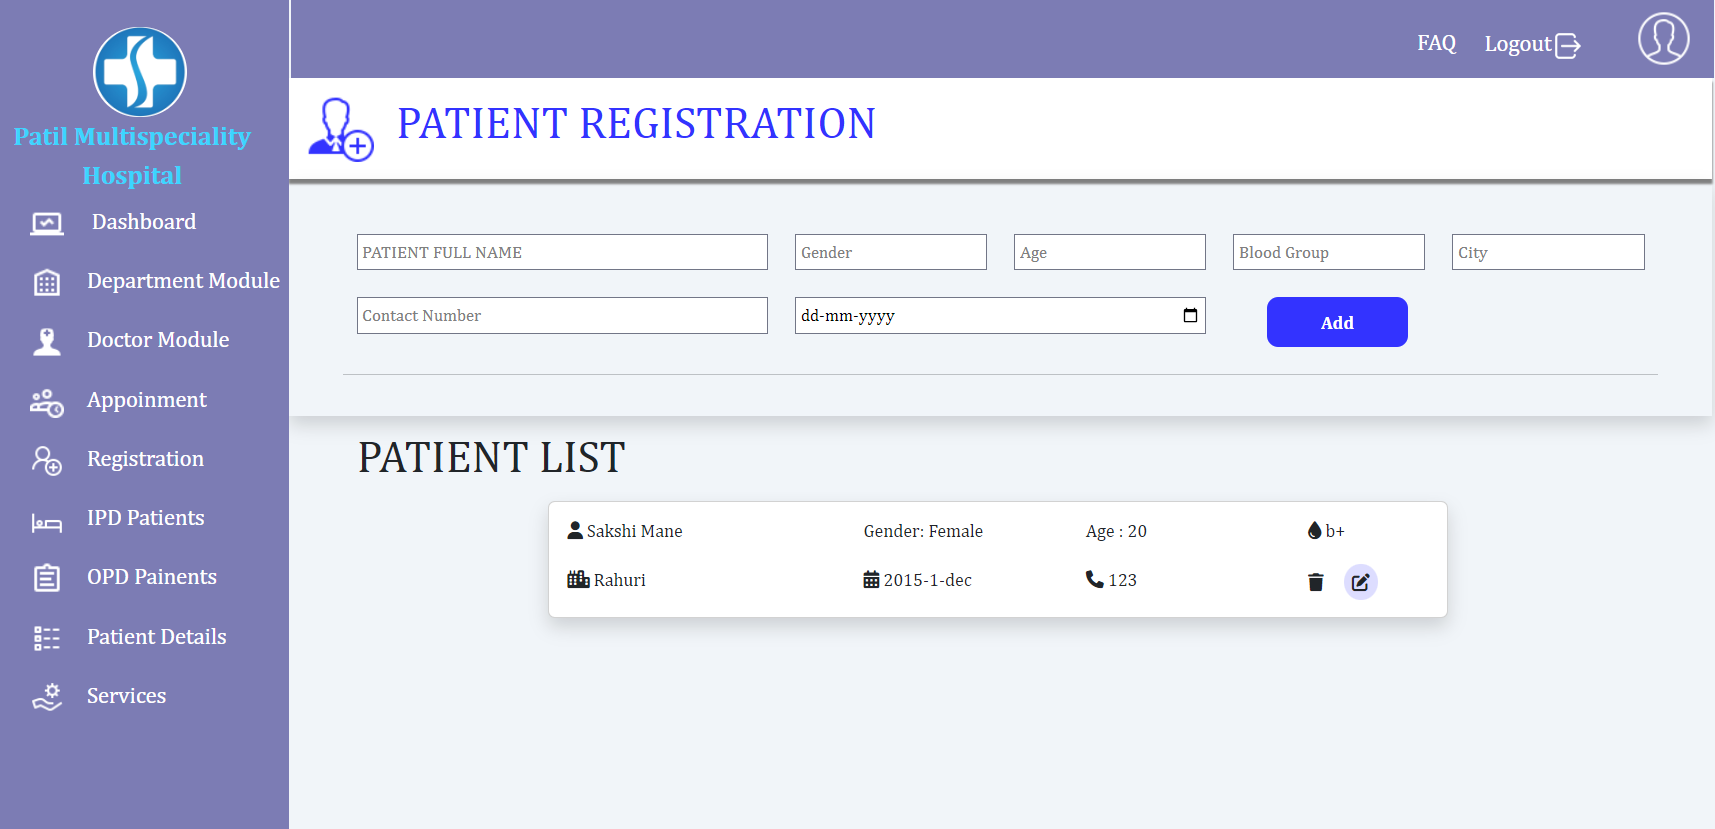 Patil Multispeciality
Hospital
Dashboard
Department Module
Doctor Module
Appoinment
Registration
IPD Patients
OPD Painents
Patient Details
Services
FAQ Logout
PATIENT REGISTRATION
PATIENT FULL NAME Gender Age Blood Group City
Contact Number dd-mm-yyyy Add
PATIENT LIST
Sakshi Mane Gender: Female Age : 20 b+
Rahuri 2015-1-dec 123